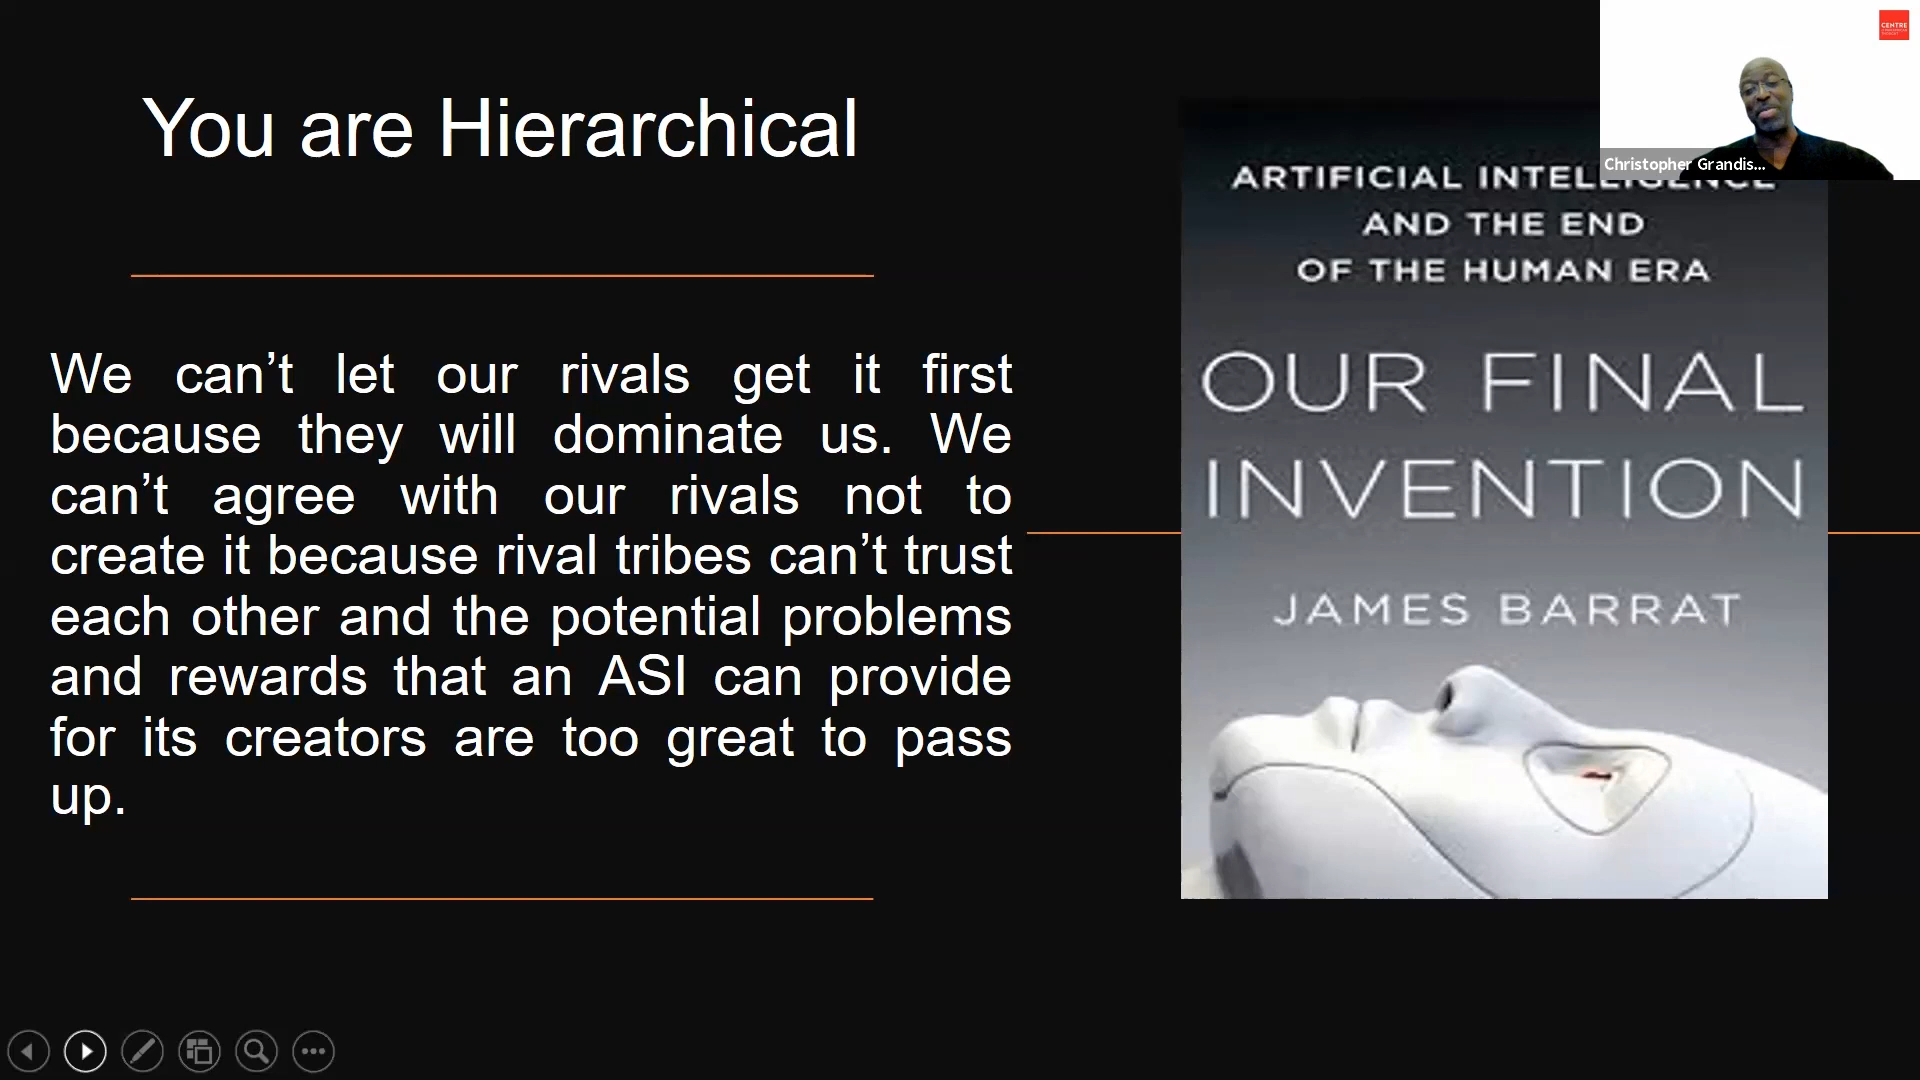 You are Hierarchical
We can’t let our rivals get it first
because they will dominate us. We
can’t agree with our rivals not to
create it because rival tribes can’t trust
each other and the potential problems
and rewards that an ASI can provide
for its creators are too great to pass
up.
ARTIFICIAL INTELLIGENCE
AND THE END
OF THE HUMAN ERA
OUR FINAL
INVENTION
JAMES BARRAT
CENTRE
Christopher Grandis...